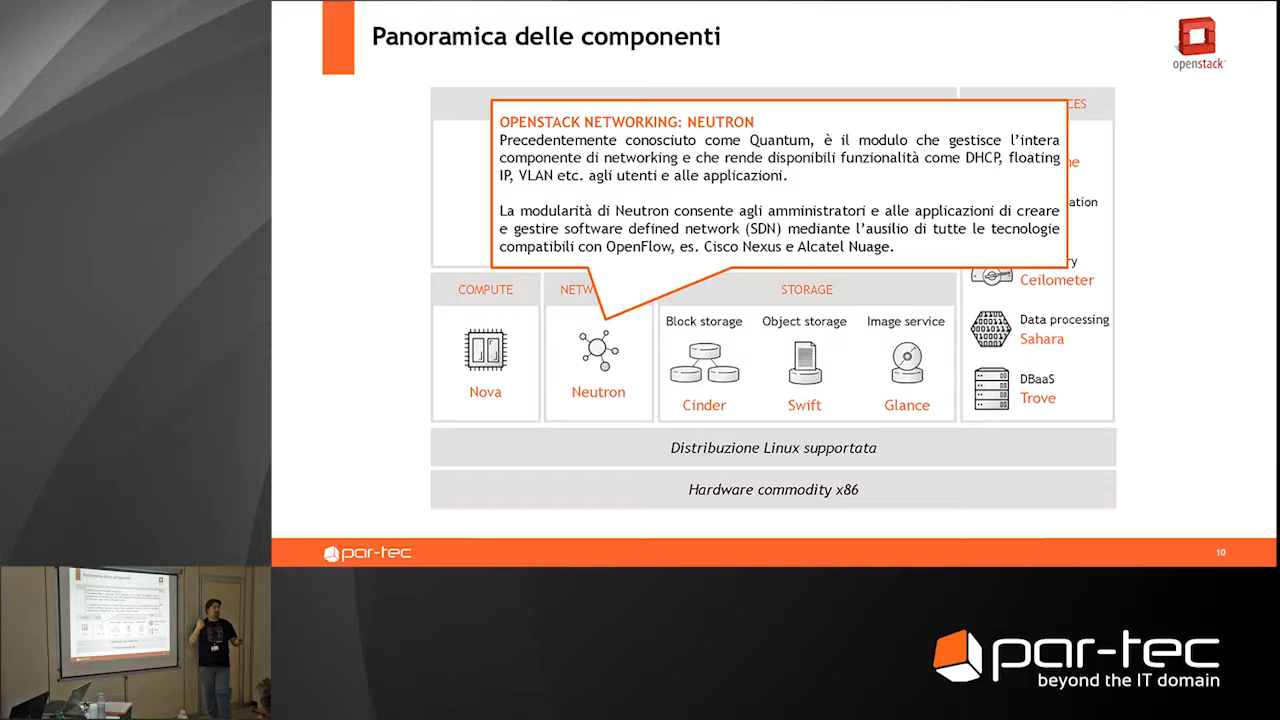 Panoramica delle componenti
openstack
OPENSTACK NETWORKING: NEUTRON
Precedentemente conosciuto come Quantum, è il modulo che gestisce l'intera
componente di networking e che rende disponibili funzionalità come DHCP, floating
IP, VLAN etc. agli utenti e alle applicazioni.
La modularità di Neutron consente agli amministratori e alle applicazioni di creare
e gestire software defined network (SDN) mediante l'ausilio di tutte le tecnologie
compatibili con OpenFlow, es. Cisco Nexus e Alcatel Nuage.
COMPUTE
Nova
NETW
Neutron
STORAGE
Block storage
Cinder
Object storage
Swift
Image service
Glance
CES
ne
ation
ry
Ceilometer
Data processing
Sahara
DBaaS
Trove
Distribuzione Linux supportata
Hardware commodity x86
par-tec
10
par-tec
beyond the IT domain